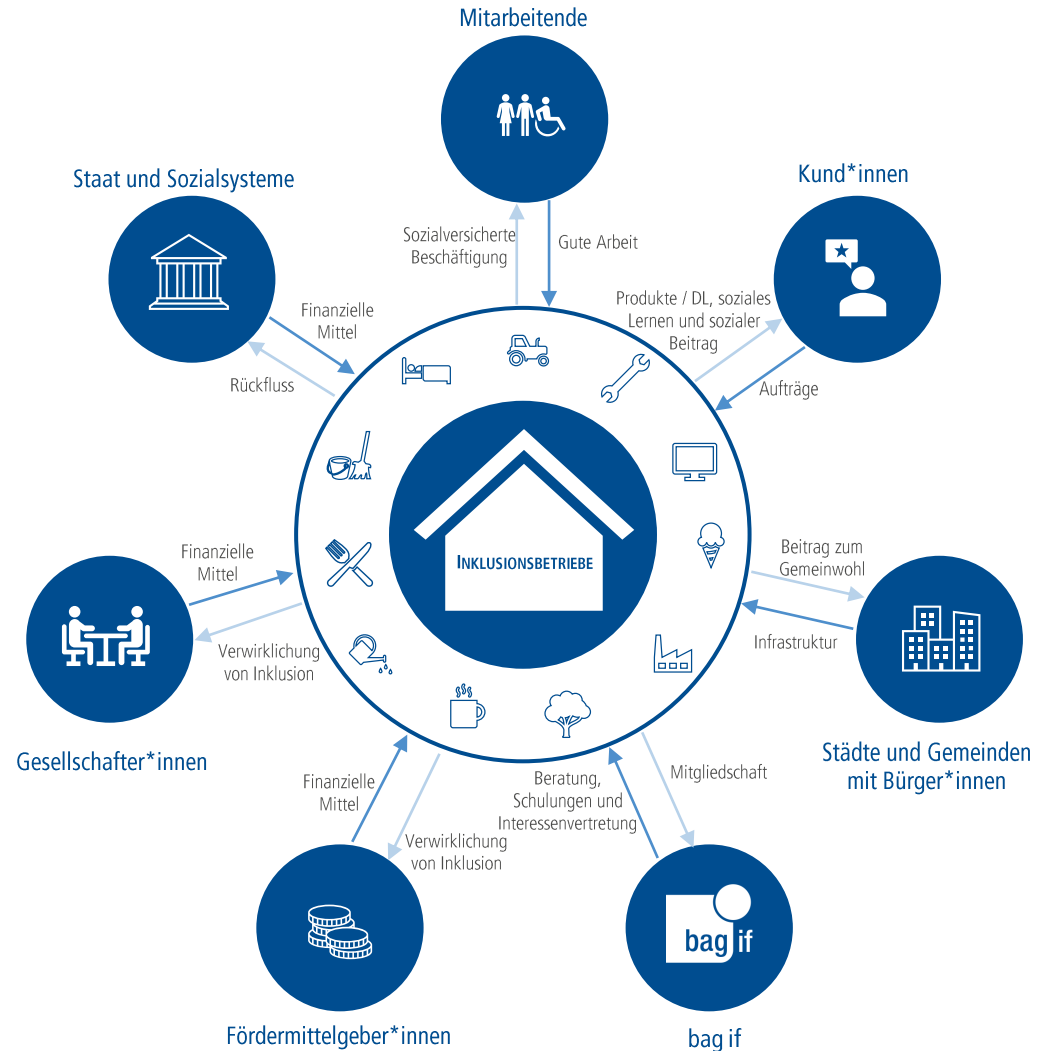 Mitarbeitende
Staat und Sozialsysteme
Kund*innen
Sozialversicherte
Beschäftigung
Gute Arbeit
Produkte / DL, soziales
Lernen und sozialer
Beitrag
Finanzielle
Mittel
Rückfluss
Aufträge
INKLUSIONSBETRIEBE
Finanzielle
Mittel
Verwirklichung
von Inklusion
Beitrag zum
Gemeinwohl
Infrastruktur
Gesellschafter*innen
Städte und Gemeinden
mit Bürger*innen
Finanzielle
Mittel
Verwirklichung
von Inklusion
Beratung,
Schulungen und
Interessenvertretung
Mitgliedschaft
bag if
Fördermittelgeber*innen
bag if